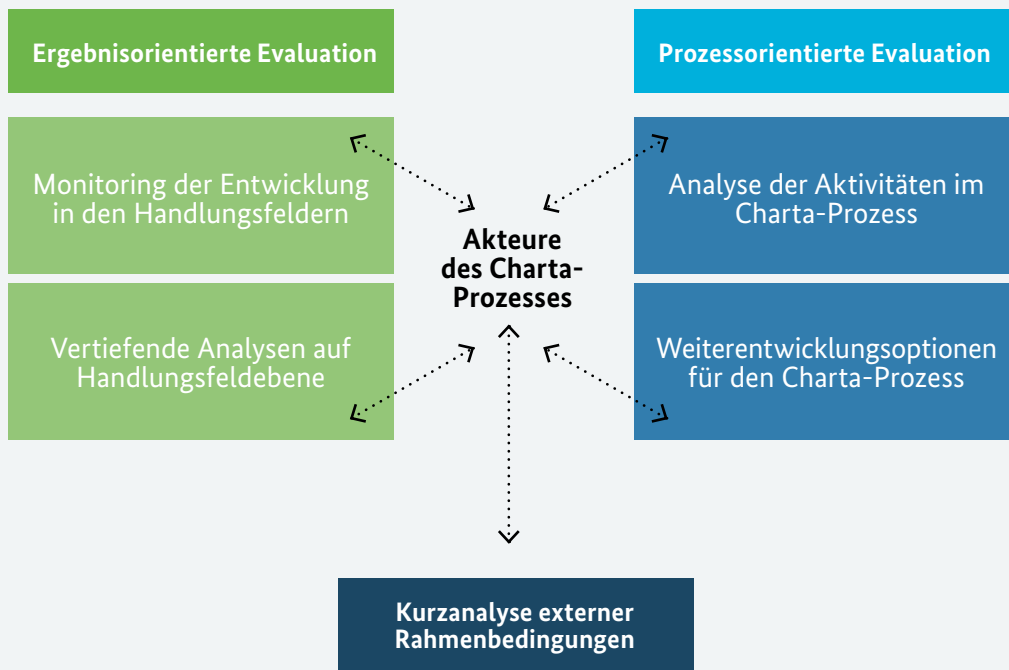 Ergebnisorientierte Evaluation
Prozessorientierte Evaluation
Monitoring der Entwicklung
in den Handlungsfeldern
Analyse der Aktivitäten im
Charta-Prozess
Akteure
des Charta-
Prozesses
Vertiefende Analysen auf
Handlungsfeldebene
Weiterentwicklungsoptionen
für den Charta-Prozess
Kurzanalyse externer
Rahmenbedingungen